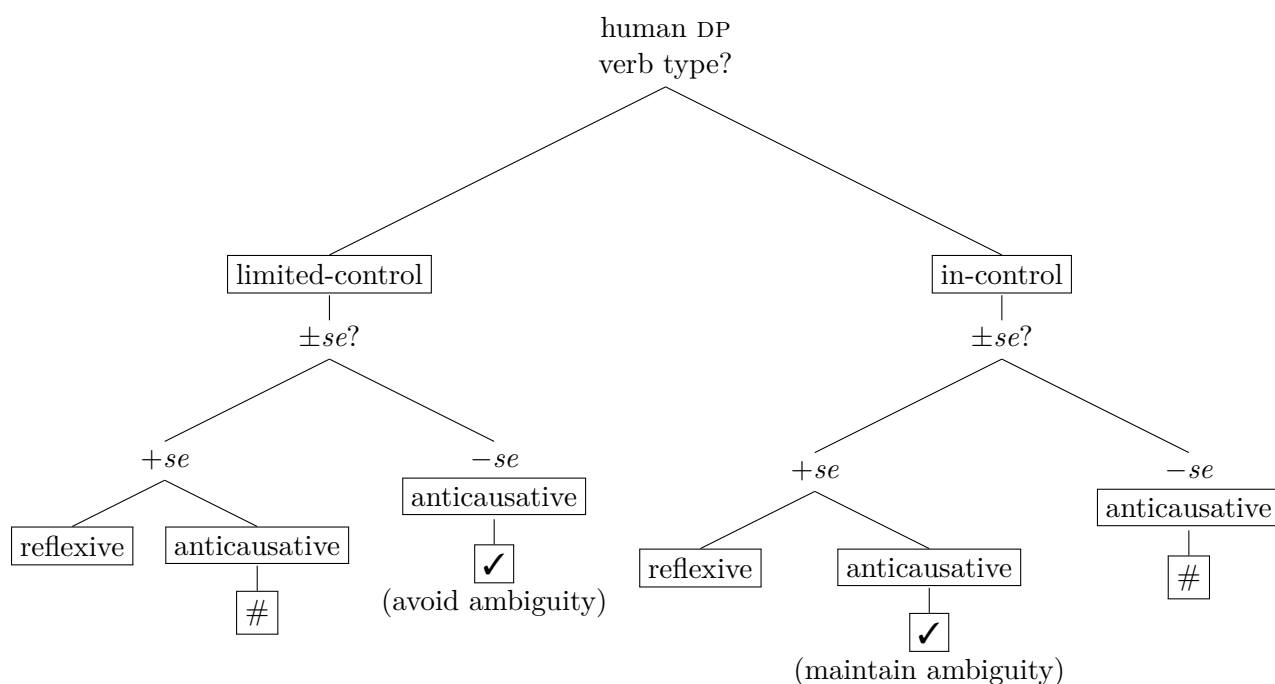 human DP
verb type?
limited-control in-control
±se? ±se?
+se −se +se −se
anticausative anticausative
reflexive anticausative reflexive anticausative
✓ #
(avoid ambiguity)
# ✓
(maintain ambiguity)